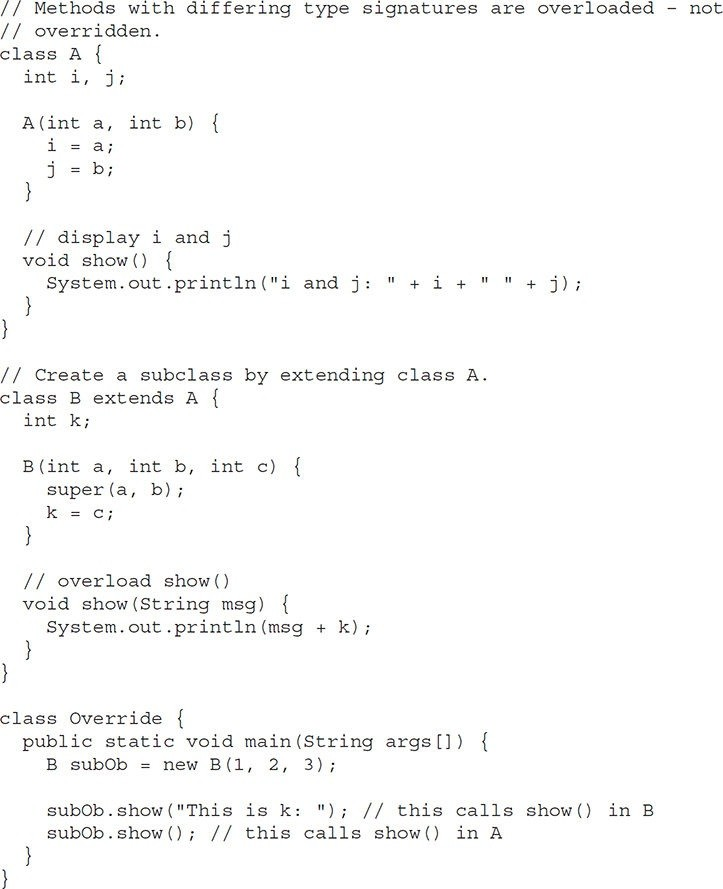 // Methods with differing type signatures are overloaded – not
// overridden.
class A {
  int i, j;

  A(int a, int b) {
    i = a;
    j = b;
  }

  // display i and j
  void show() {
    System.out.println("i and j: " + i + " " + j);
  }
}

// Create a subclass by extending class A.
class B extends A {
  int k;

  B(int a, int b, int c) {
    super(a, b);
    k = c;
  }

  // overload show()
  void show(String msg) {
    System.out.println(msg + k);
  }
}

class Override {
  public static void main(String args[]) {
    B subOb = new B(1, 2, 3);

    subOb.show("This is k: "); // this calls show() in B
    subOb.show(); // this calls show() in A
  }
}